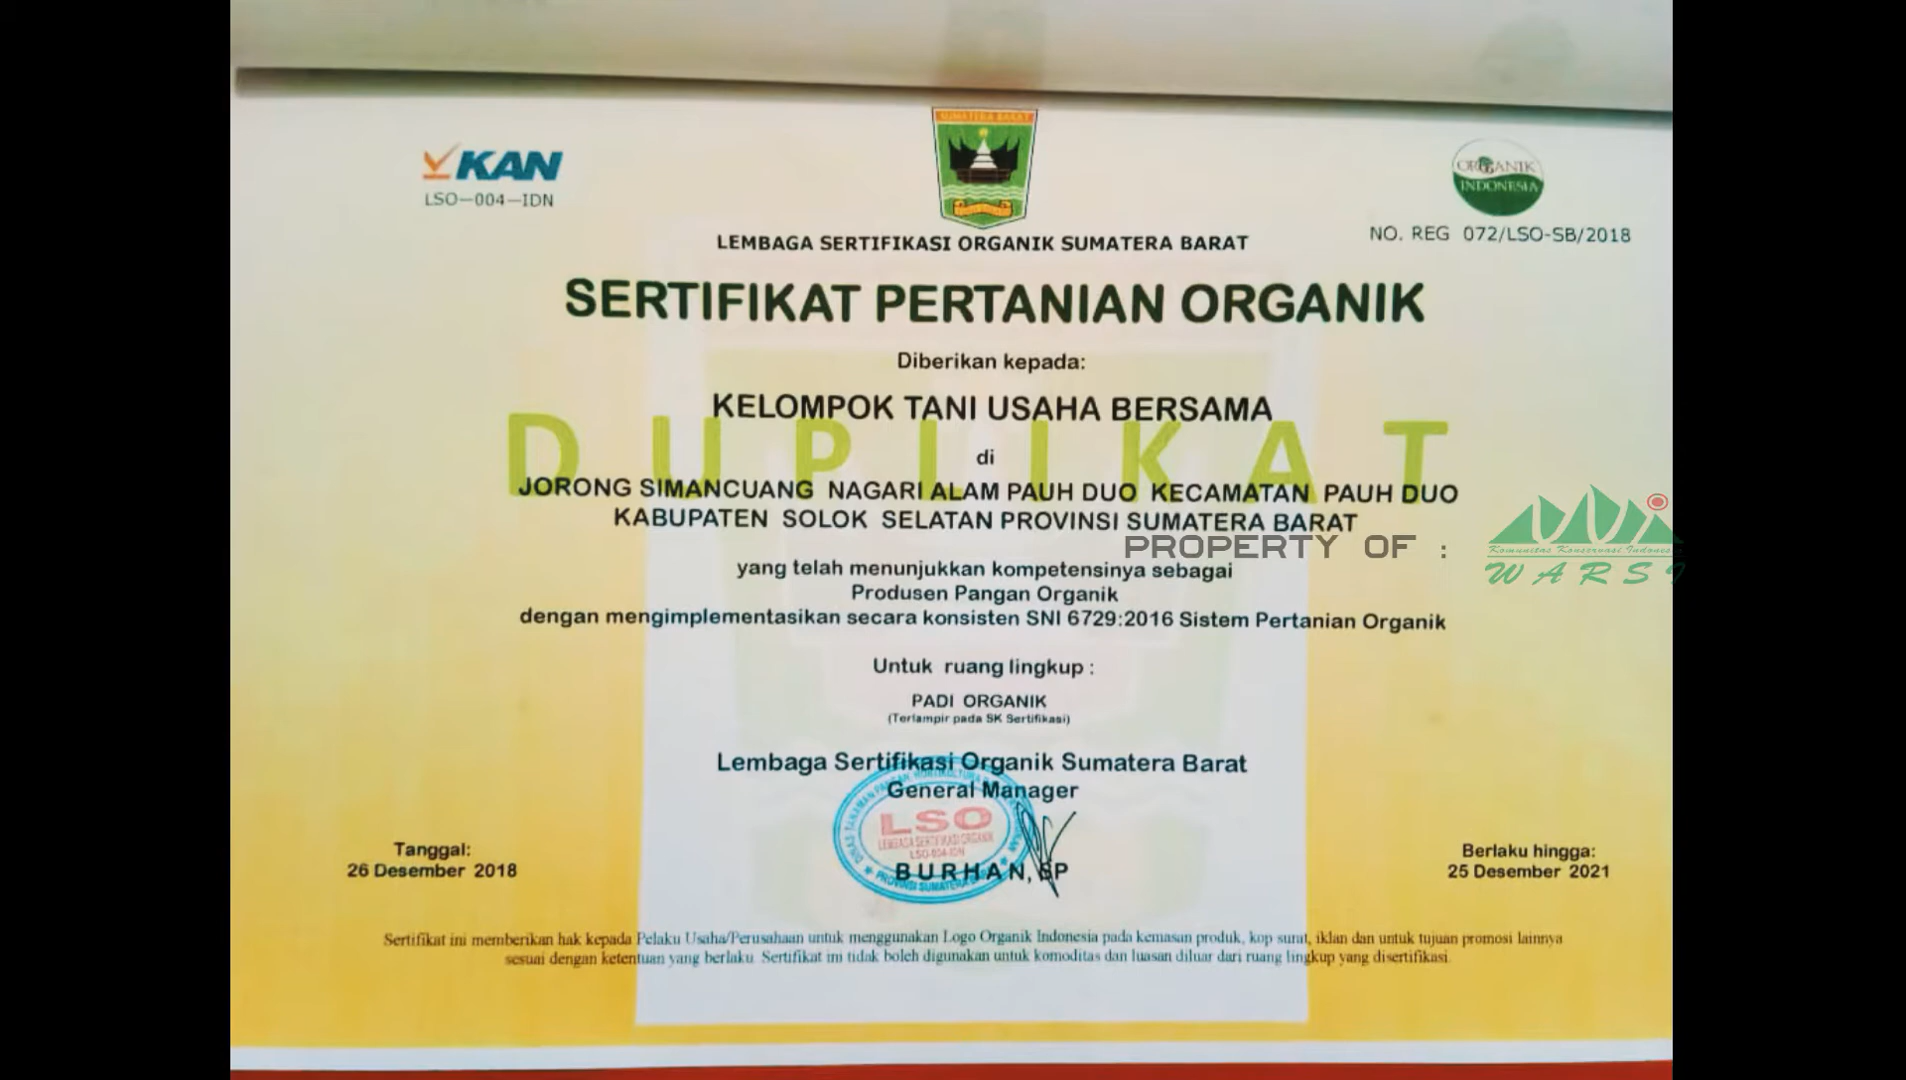 SUMATERA BARAT
KAN
LSO-004-IDN
ORGANIK
INDONESIA
NO. REG 072/LSO-SB/2018
LEMBAGA SERTIFIKASI ORGANIK SUMATERA BARAT
SERTIFIKAT PERTANIAN ORGANIK
Diberikan kepada:
KELOMPOK TANI USAHA BERSAMA
DUPLIKAT
di
JORONG SIMANCUANG NAGARI ALAM PAUH DUO KECAMATAN PAUH DUO
KABUPATEN SOLOK SELATAN PROVINSI SUMATERA BARAT
PROPERTY OF :
Komunitas Konservasi Indonesia
WARSI
yang telah menunjukkan kompetensinya sebagai
Produsen Pangan Organik
dengan mengimplementasikan secara konsisten SNI 6729:2016 Sistem Pertanian Organik
Untuk ruang lingkup :
PADI ORGANIK
(Terlampir pada SK Sertifikasi)
Lembaga Sertifikasi Organik Sumatera Barat
General Manager
LSO
LEMBAGA SERTIFIKASI ORGANIK
LSO-004-IDN
PROVINSI SUMATERA BARAT
BURHAN, SP
Tanggal:
26 Desember 2018
Berlaku hingga:
25 Desember 2021
Sertifikat ini memberikan hak kepada Pelaku Usaha/Perusahaan untuk menggunakan Logo Organik Indonesia pada kemasan produk, kop surat, iklan dan untuk tujuan promosi lainnya
sesuai dengan ketentuan yang berlaku. Sertifikat ini tidak boleh digunakan untuk komoditas dan luasan diluar dari ruang lingkup yang disertifikasi.